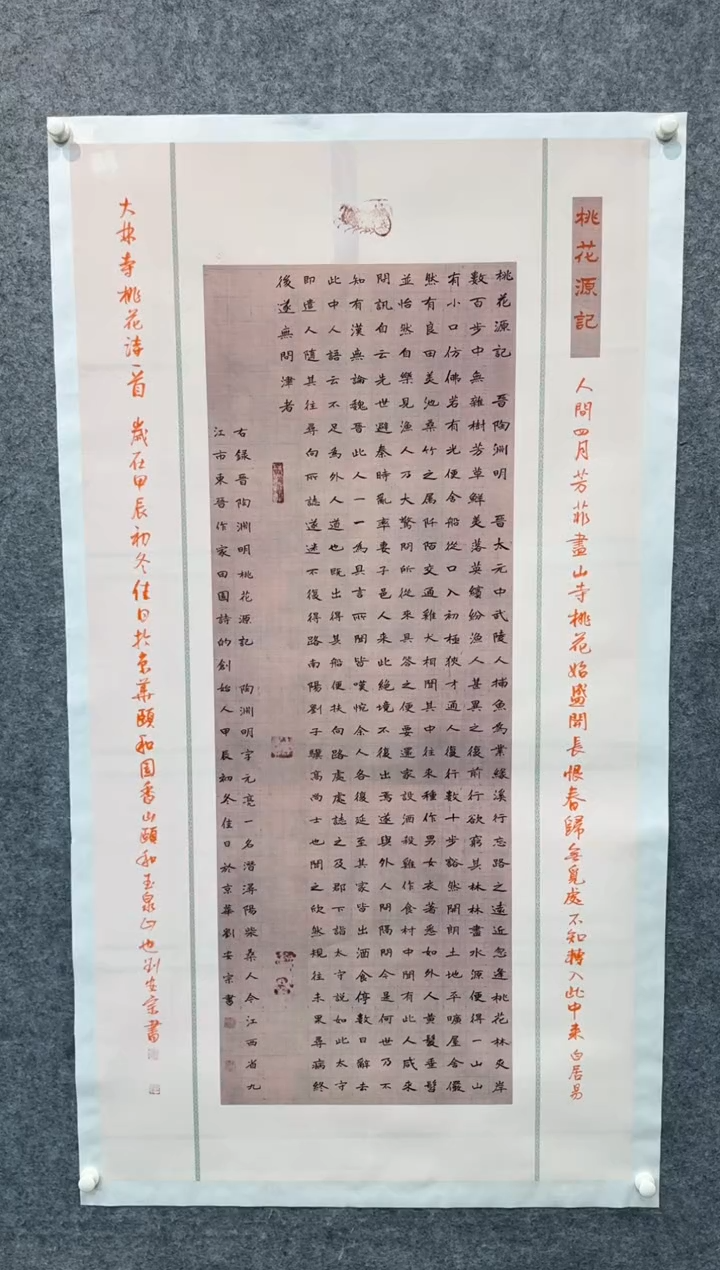 桃花源記
人間四月芳菲盡山寺桃花始盛開長恨春歸無覓處不知轉入此中来白居易
桃花源記 晉陶淵明 晉太元中武陵人捕魚為業緣溪行忘路之遠近忽逢桃花林夾岸
數百步中無雜樹芳草鮮美落英繽紛漁人甚異之復前行欲窮其林林盡水源便得一山山
有小口仿佛若有光便舍船從口入初極狹才通人復行數十步豁然開朗土地平曠屋舍儼
然有良田美池桑竹之属阡陌交通雞犬相聞其中往來種作男女衣著悉如外人黃髮垂髫
並怡然自樂見漁人乃大驚問所從来具答之便要還家設酒殺雞作食村中聞有此人咸来
問訊自云先世避秦時亂率妻子邑人来此絕境不復出焉遂與外人間隔問今是何世乃不
知有漢無論魏晉此人一一為具言所聞皆嘆惋余人各復延至其家皆出酒食停數日辭去
此中人語云不足為外人道也既出得其船便扶向路處處誌之及郡下詣太守說如此太守
即遣人隨其往尋向所誌遂迷不復得路南陽劉子驥高尚士也聞之欣然規往未果尋病終
後遂無問津者
右錄晉陶淵明桃花源記 陶淵明字元亮一名潛潯陽柴桑人今江西省九
江市東晉作家田園詩的創始人甲辰初冬佳日於京華劉安宗書
大林寺桃花诗一首 歲在甲辰初冬佳日於京華頤和園香山頤和玉泉山也劉安宗書